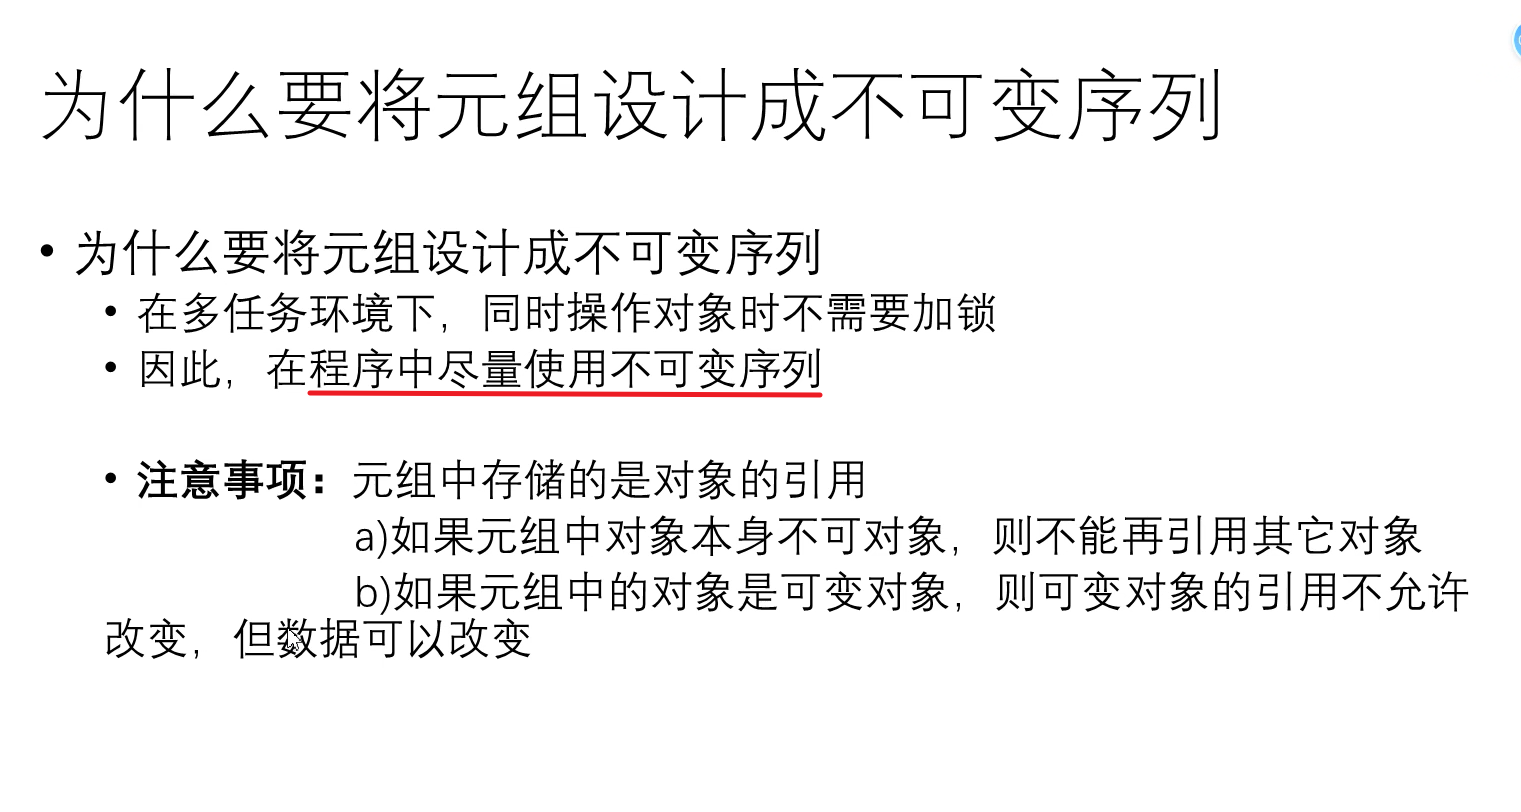 为什么要将元组设计成不可变序列
• 为什么要将元组设计成不可变序列
• 在多任务环境下，同时操作对象时不需要加锁
• 因此，在程序中尽量使用不可变序列
• 注意事项：元组中存储的是对象的引用
a)如果元组中对象本身不可对象，则不能再引用其它对象
b)如果元组中的对象是可变对象，则可变对象的引用不允许
改变，但数据可以改变